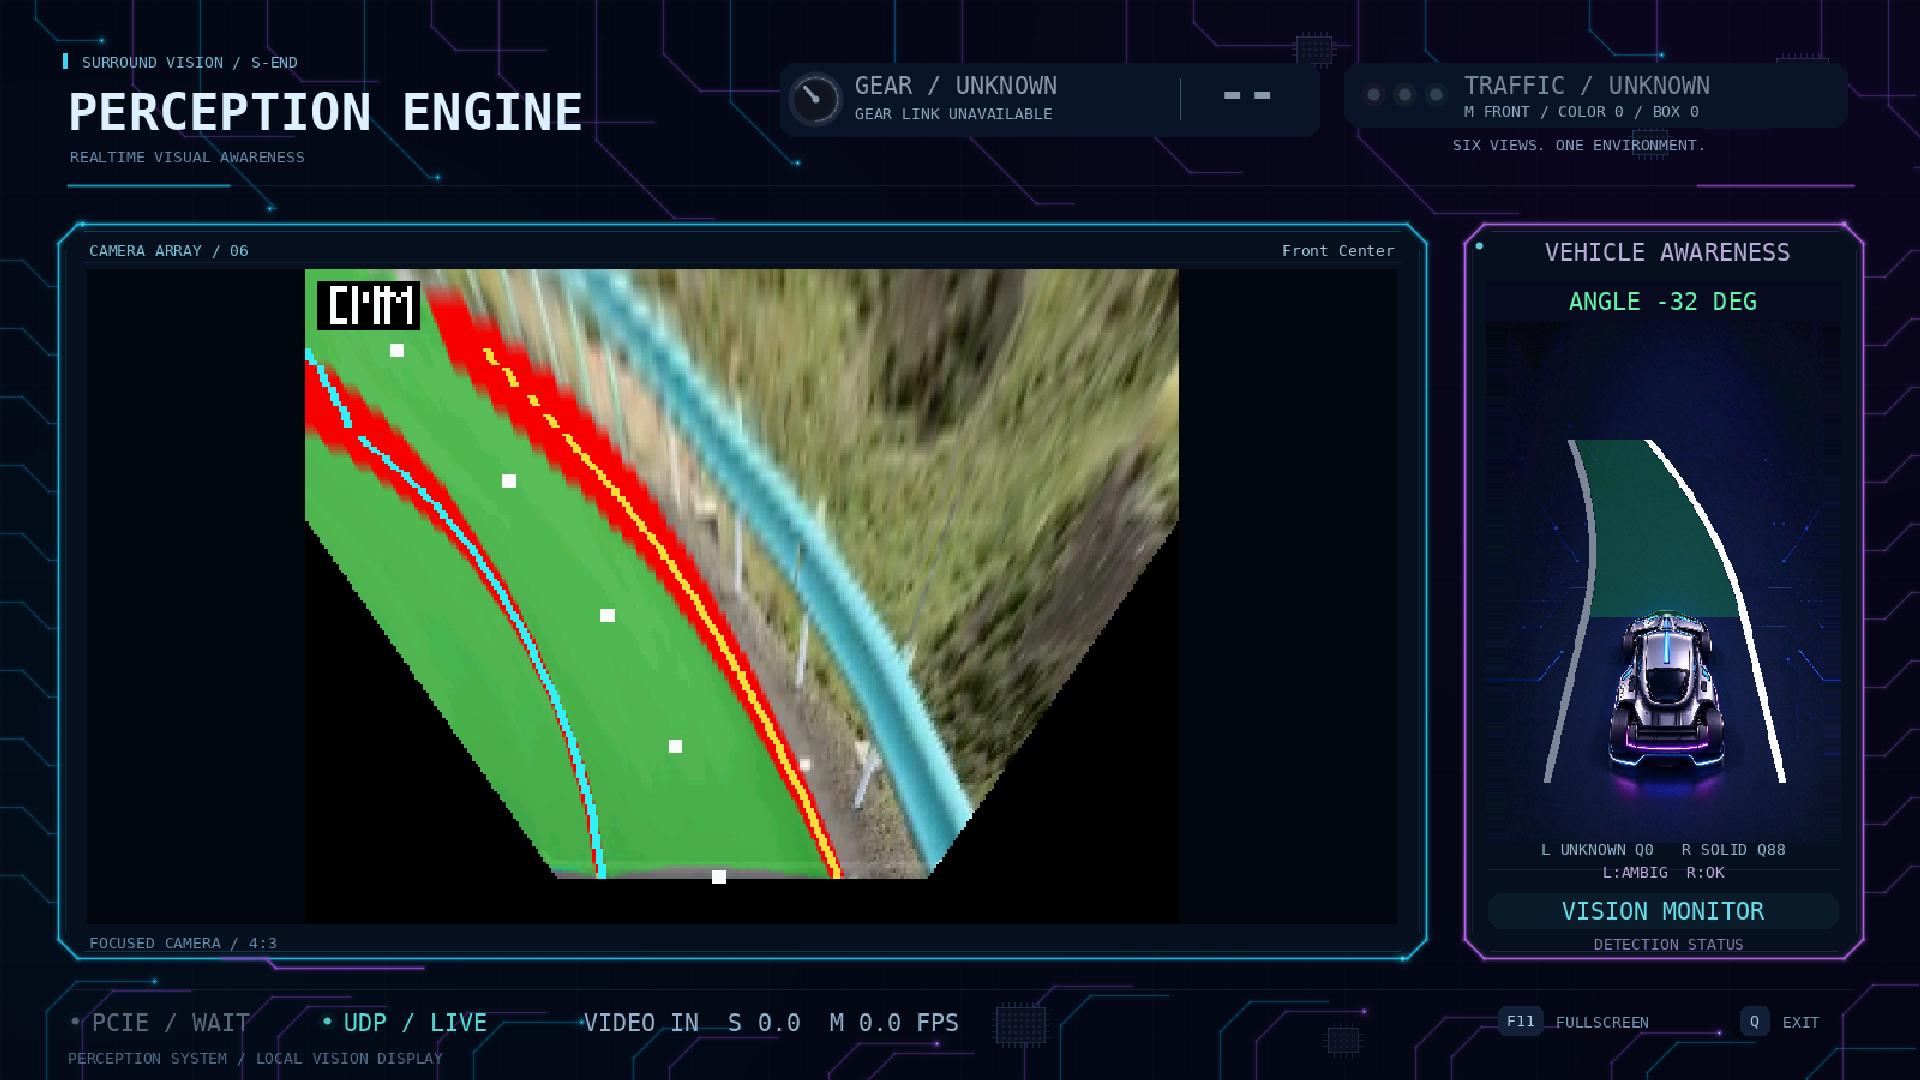 SURROUND VISION / S-END
PERCEPTION ENGINE
REALTIME VISUAL AWARENESS
GEAR / UNKNOWN
GEAR LINK UNAVAILABLE
--
TRAFFIC / UNKNOWN
M FRONT / COLOR 0 / BOX 0
SIX VIEWS. ONE ENVIRONMENT.
CAMERA ARRAY / 06
Front Center
FOCUSED CAMERA / 4:3
VEHICLE AWARENESS
ANGLE -32 DEG
L UNKNOWN Q0 R SOLID Q88
L:AMBIG R:OK
VISION MONITOR
DETECTION STATUS
PCIE / WAIT
UDP / LIVE
VIDEO IN S 0.0 M 0.0 FPS
F11 FULLSCREEN
Q EXIT
PERCEPTION SYSTEM / LOCAL VISION DISPLAY